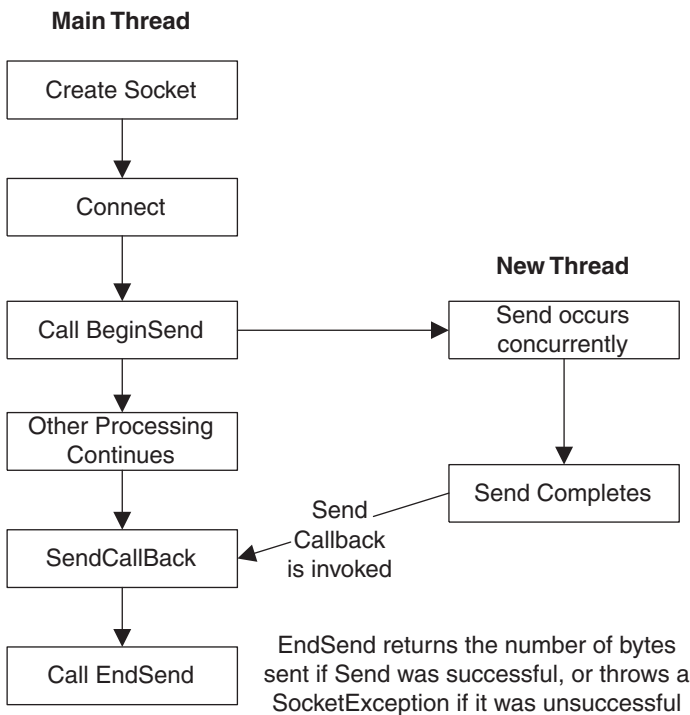 Main Thread
Create Socket
Connect
New Thread
Call BeginSend
Send occurs
concurrently
Other Processing
Continues
Send Completes
Send
Callback
is invoked
SendCallBack
Call EndSend
EndSend returns the number of bytes
sent if Send was successful, or throws a
SocketException if it was unsuccessful